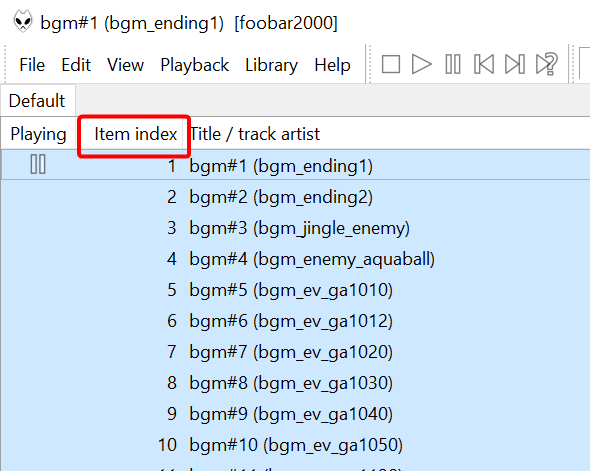 bgm#1 (bgm_ending1) [foobar2000]
File Edit View Playback Library Help
Default
Playing Item index Title / track artist
1 bgm#1 (bgm_ending1)
2 bgm#2 (bgm_ending2)
3 bgm#3 (bgm_jingle_enemy)
4 bgm#4 (bgm_enemy_aquaball)
5 bgm#5 (bgm_ev_ga1010)
6 bgm#6 (bgm_ev_ga1012)
7 bgm#7 (bgm_ev_ga1020)
8 bgm#8 (bgm_ev_ga1030)
9 bgm#9 (bgm_ev_ga1040)
10 bgm#10 (bgm_ev_ga1050)